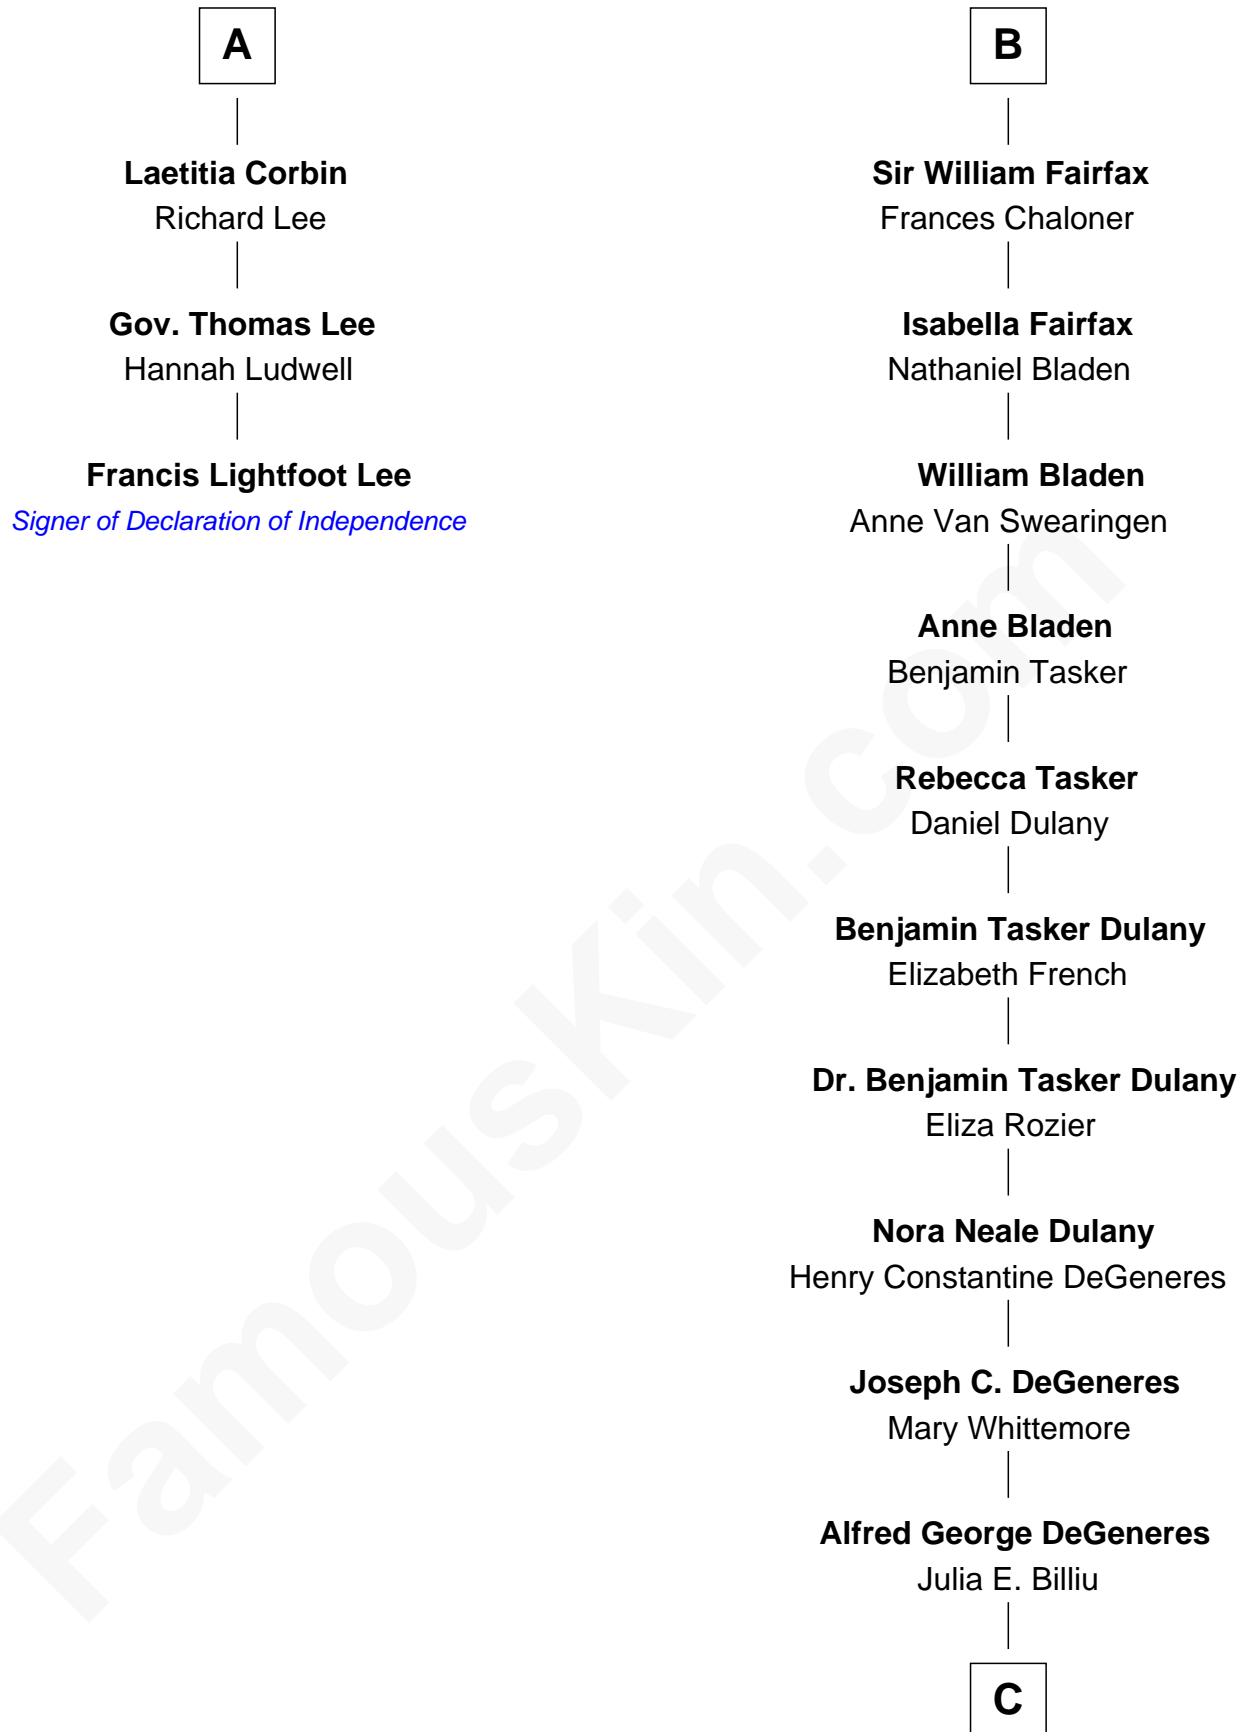 A
Laetitia Corbin
Richard Lee
Gov. Thomas Lee
Hannah Ludwell
Francis Lightfoot Lee
Signer of Declaration of Independence
B
Sir William Fairfax
Frances Chaloner
Isabella Fairfax
Nathaniel Bladen
William Bladen
Anne Van Swearingen
Anne Bladen
Benjamin Tasker
Rebecca Tasker
Daniel Dulany
Benjamin Tasker Dulany
Elizabeth French
Dr. Benjamin Tasker Dulany
Eliza Rozier
Nora Neale Dulany
Henry Constantine DeGeneres
Joseph C. DeGeneres
Mary Whittemore
Alfred George DeGeneres
Julia E. Billiu
C
FamousKin.com